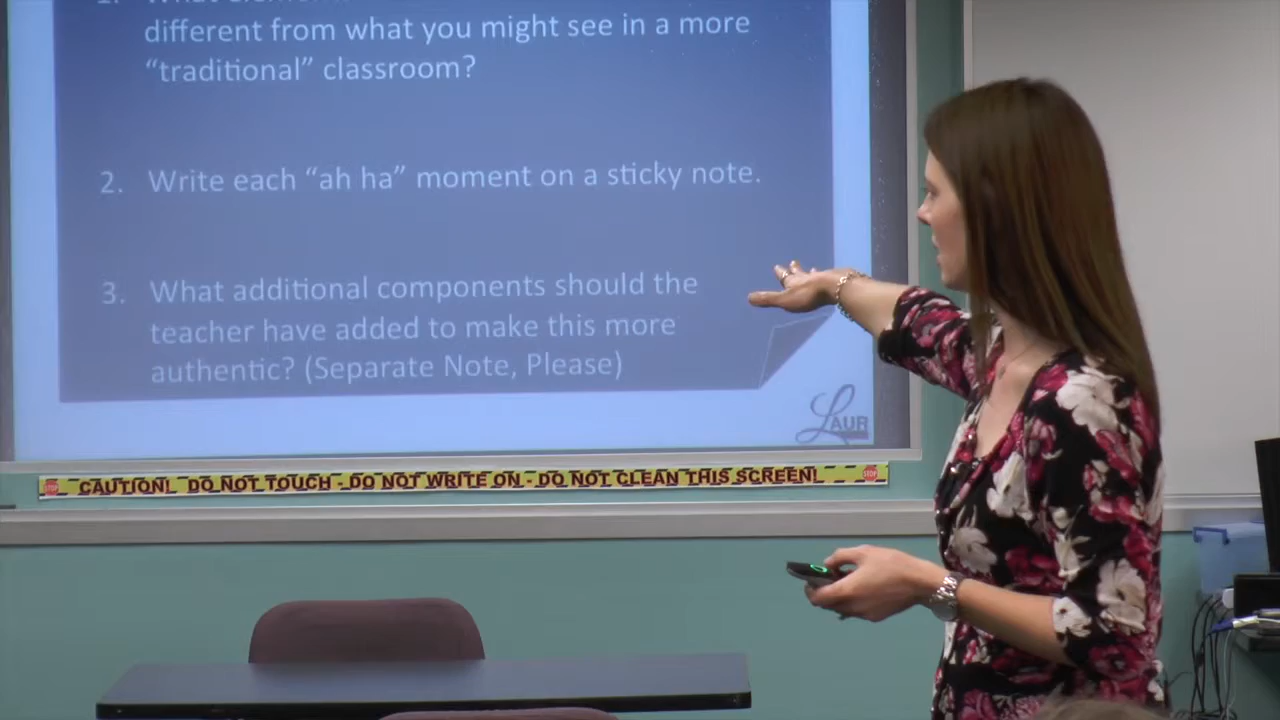 different from what you might see in a more
“traditional” classroom?
2. Write each “ah ha” moment on a sticky note.
3. What additional components should the
teacher have added to make this more
authentic? (Separate Note, Please)
LAUR
CAUTION! DO NOT TOUCH - DO NOT WRITE ON - DO NOT CLEAN THIS SCREEN!